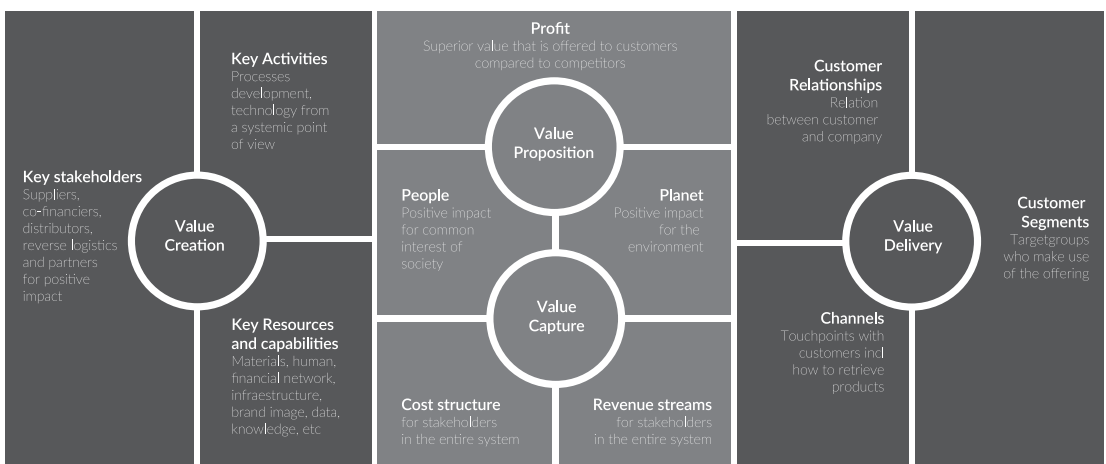 Key stakeholders
Suppliers,
co-financiers,
distributors,
reverse logistics
and partners
for positive
impact
Value
Creation
Key Activities
Processes
development,
technology from
a systemic point
of view
Key Resources
and capabilities
Materials, human,
financial network,
infraestructure,
brand image, data,
knowledge, etc
Profit
Superior value that is offered to customers
compared to competitors
Value
Proposition
People
Positive impact
for common
interest of
society
Planet
Positive impact
for the
environment
Value
Capture
Cost structure
for stakeholders
in the entire system
Revenue streams
for stakeholders
in the entire system
Customer
Relationships
Relation
between customer
and company
Value
Delivery
Channels
Touchpoints with
customers incl
how to retrieve
products
Customer
Segments
Targetgroups
who make use
of the offering